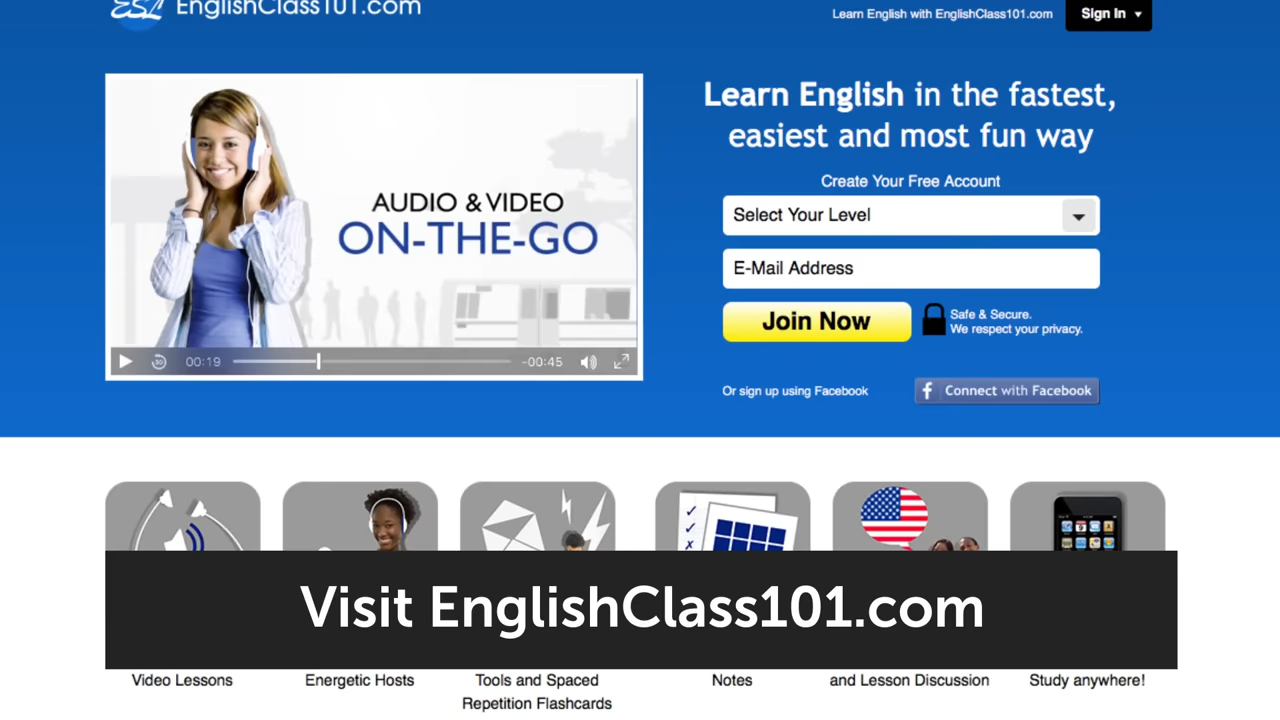 ESL EnglishClass101.com
Learn English with EnglishClass101.com
Sign In
AUDIO & VIDEO
ON-THE-GO
00:19
-00:45
Learn English in the fastest,
easiest and most fun way
Create Your Free Account
Select Your Level
E-Mail Address
Join Now
Safe & Secure.
We respect your privacy.
Or sign up using Facebook
f Connect with Facebook
Visit EnglishClass101.com
Video Lessons
Energetic Hosts
Tools and Spaced
Repetition Flashcards
Notes
and Lesson Discussion
Study anywhere!